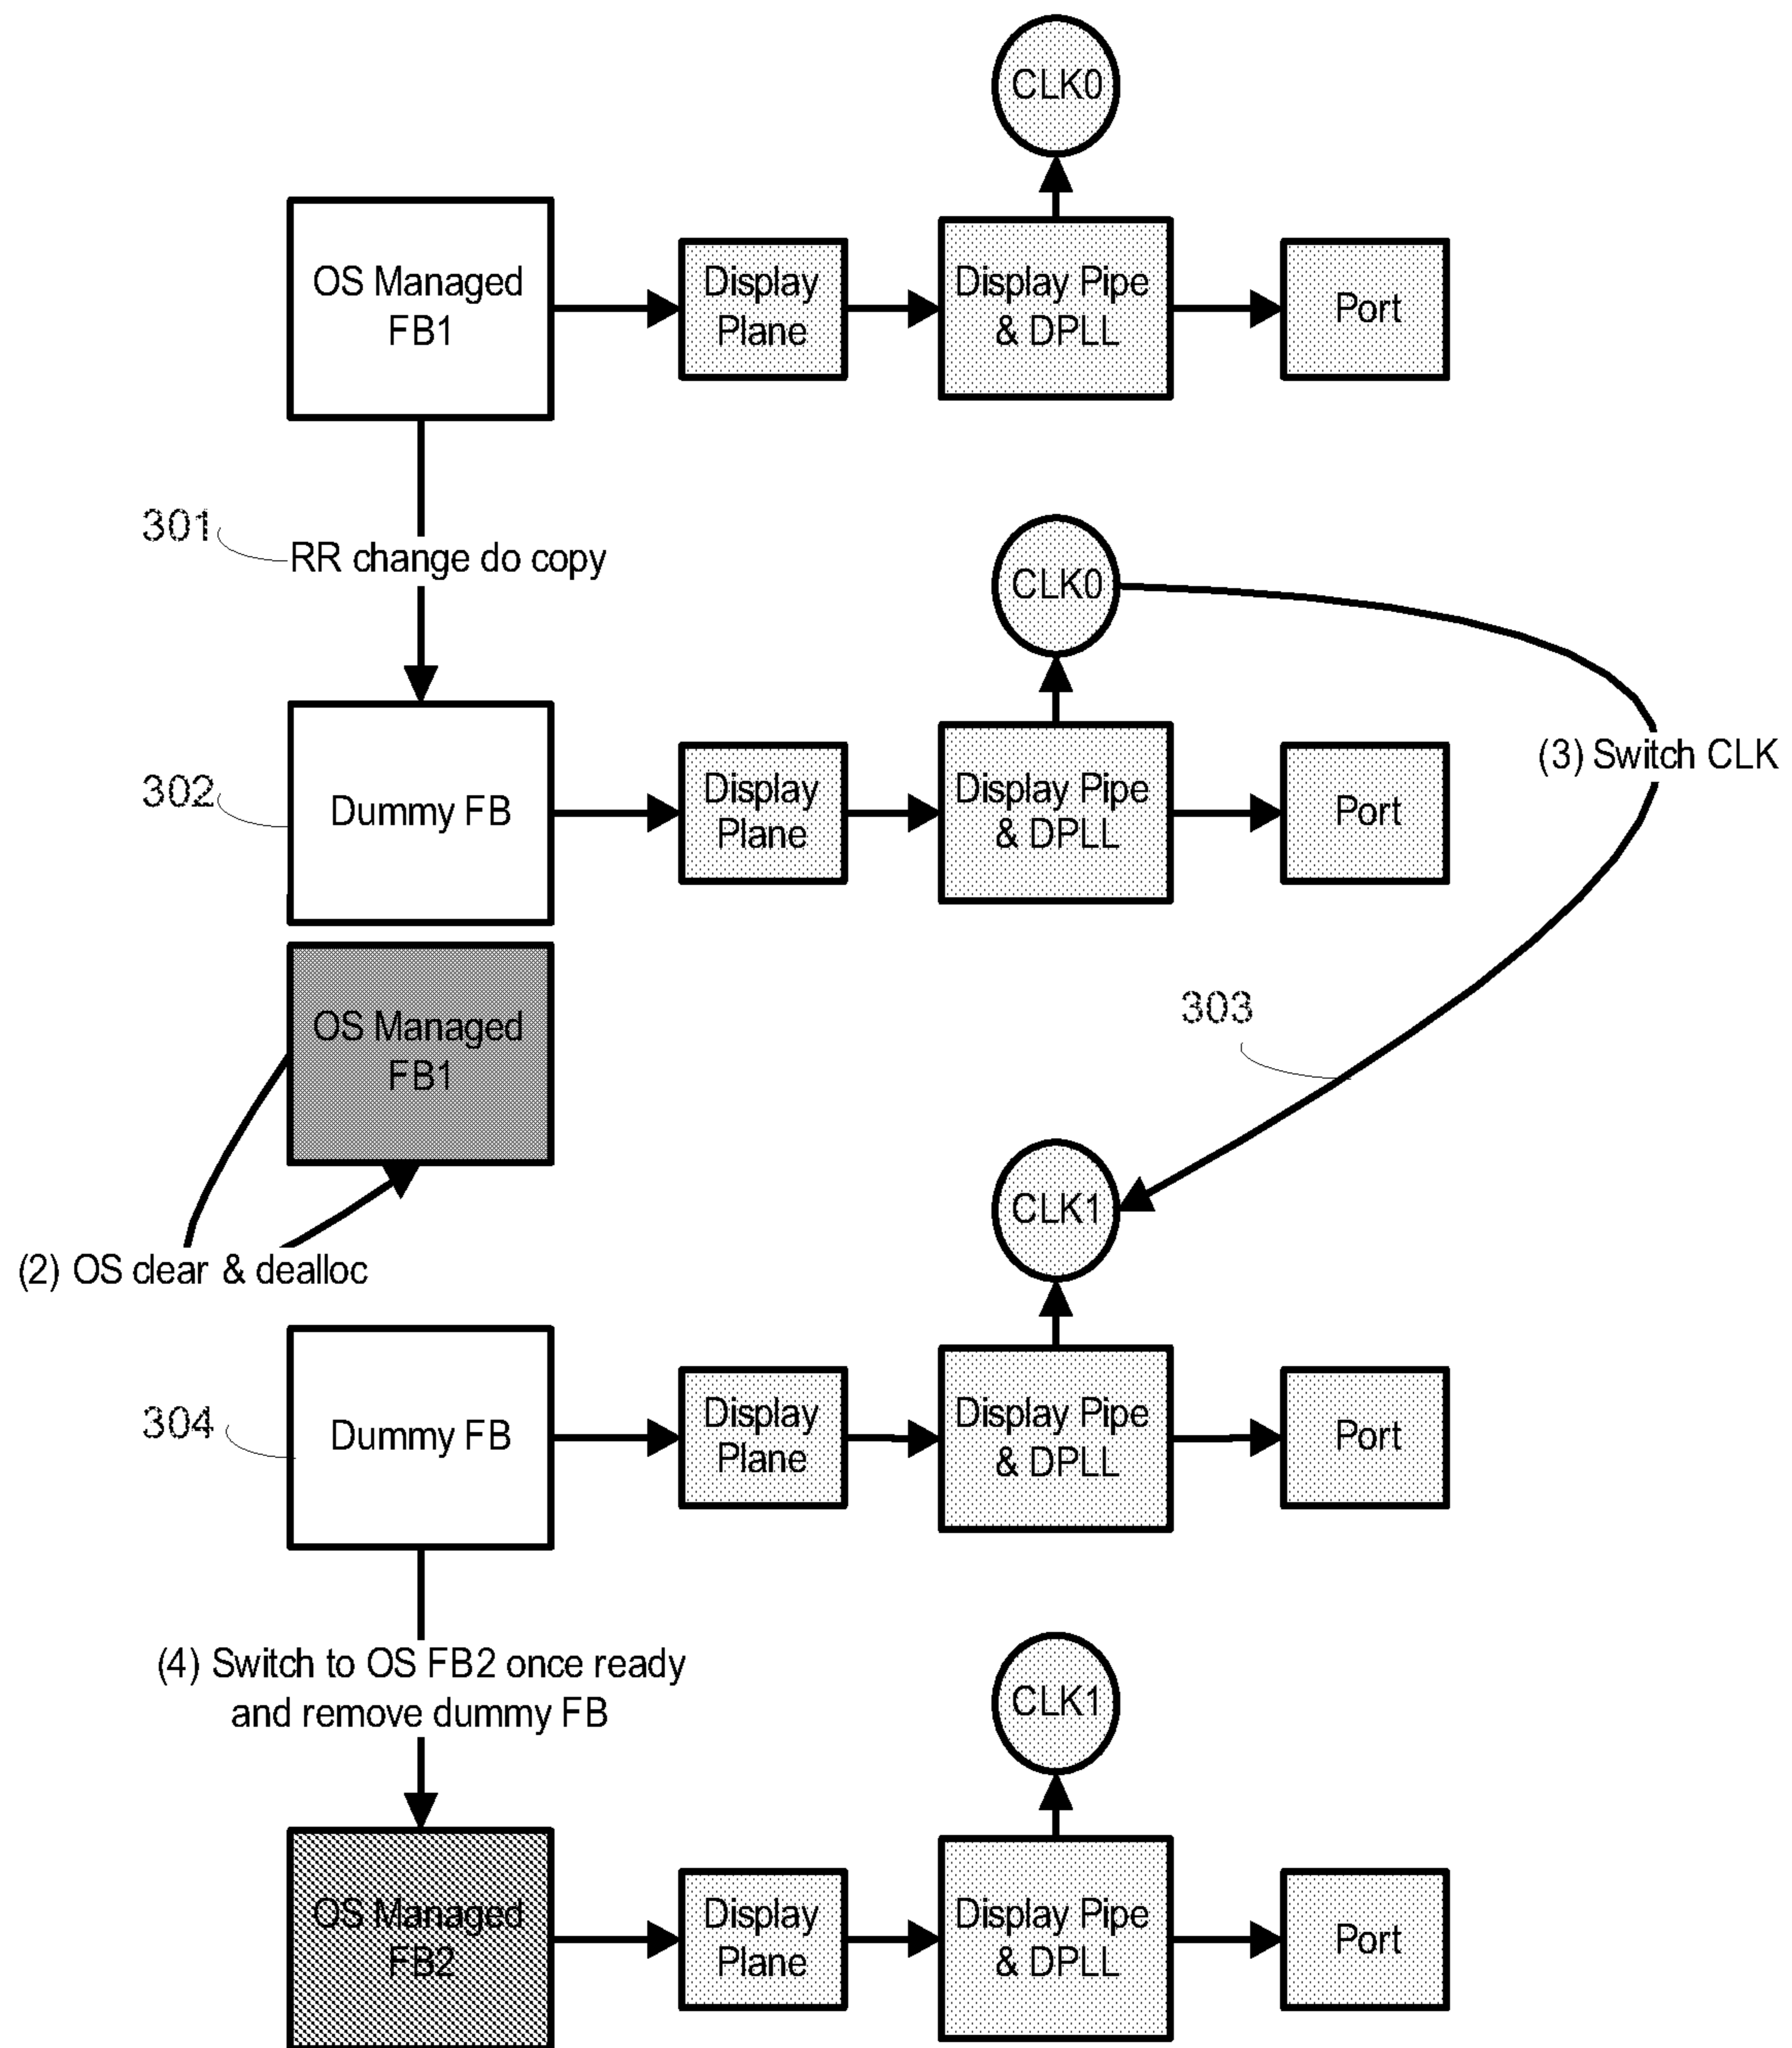 CLK0
OS Managed
FB1
Display
Plane
Display Pipe
& DPLL
Port
301
RR change do copy
CLK0
302
Dummy FB
Display
Plane
Display Pipe
& DPLL
Port
(3) Switch CLK
OS Managed
FB1
303
(2) OS clear & dealloc
CLK1
304
Dummy FB
Display
Plane
Display Pipe
& DPLL
Port
(4) Switch to OS FB2 once ready
and remove dummy FB
CLK1
OS Managed
FB2
Display
Plane
Display Pipe
& DPLL
Port